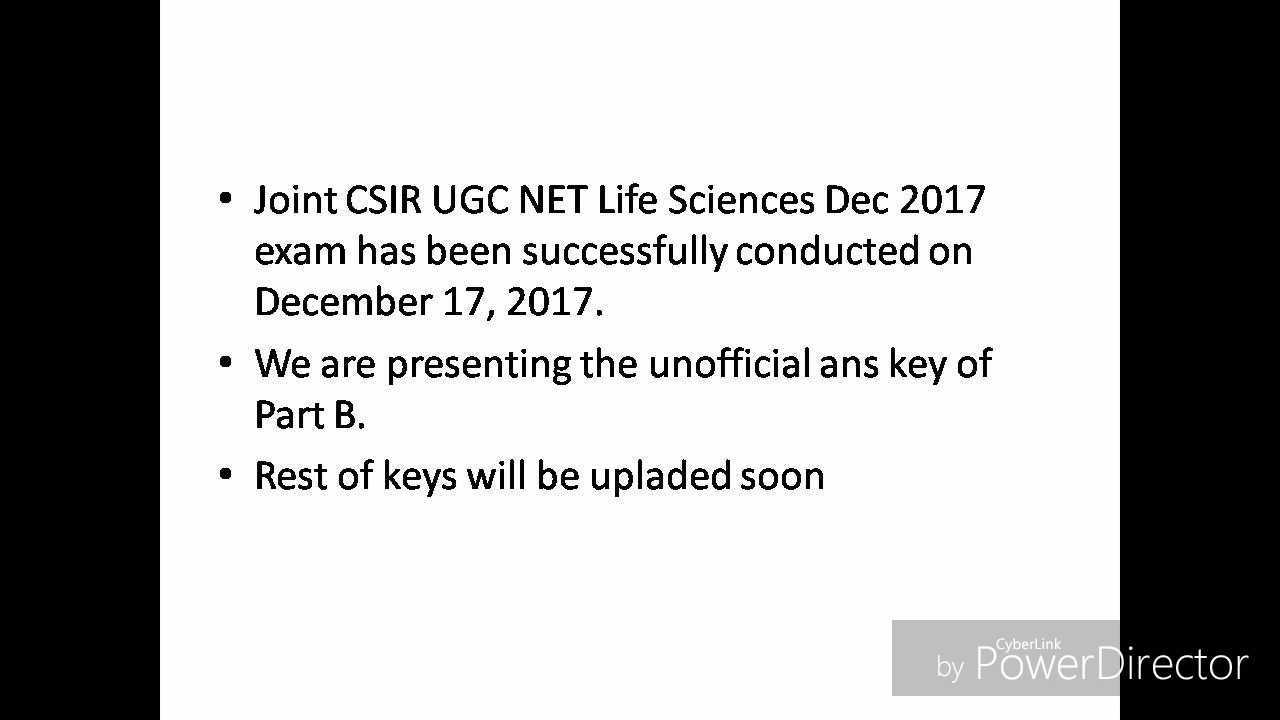 • Joint CSIR UGC NET Life Sciences Dec 2017
exam has been successfully conducted on
December 17, 2017.
• We are presenting the unofficial ans key of
Part B.
• Rest of keys will be upladed soon
CyberLink
by PowerDirector